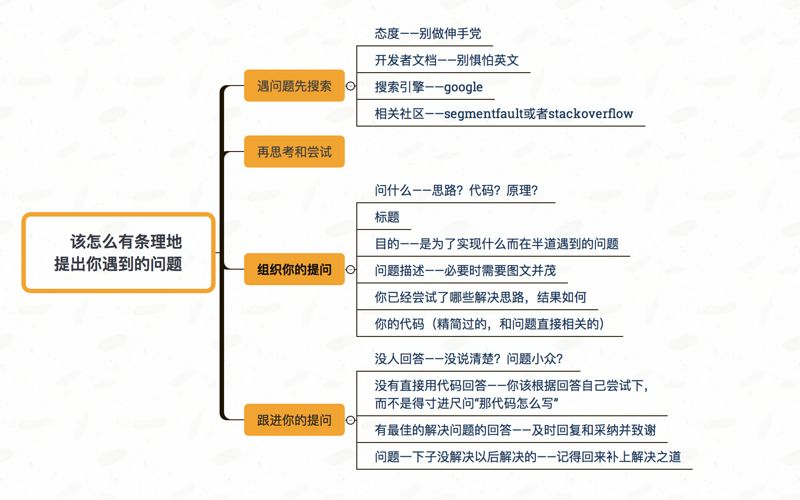 该怎么有条理地
提出你遇到的问题
遇问题先搜索
态度——别做伸手党
开发者文档——别惧怕英文
搜索引擎——google
相关社区——segmentfault或者stackoverflow
再思考和尝试
组织你的提问
问什么——思路？代码？原理？
标题
目的——是为了实现什么而在半道遇到的问题
问题描述——必要时需要图文并茂
你已经尝试了哪些解决思路，结果如何
你的代码（精简过的，和问题直接相关的）
跟进你的提问
没人回答——没说清楚？问题小众？
没有直接用代码回答——你该根据回答自己尝试下，
而不是得寸进尺问“那代码怎么写”
有最佳的解决问题的回答——及时回复和采纳并致谢
问题一下子没解决以后解决的——记得回来补上解决之道